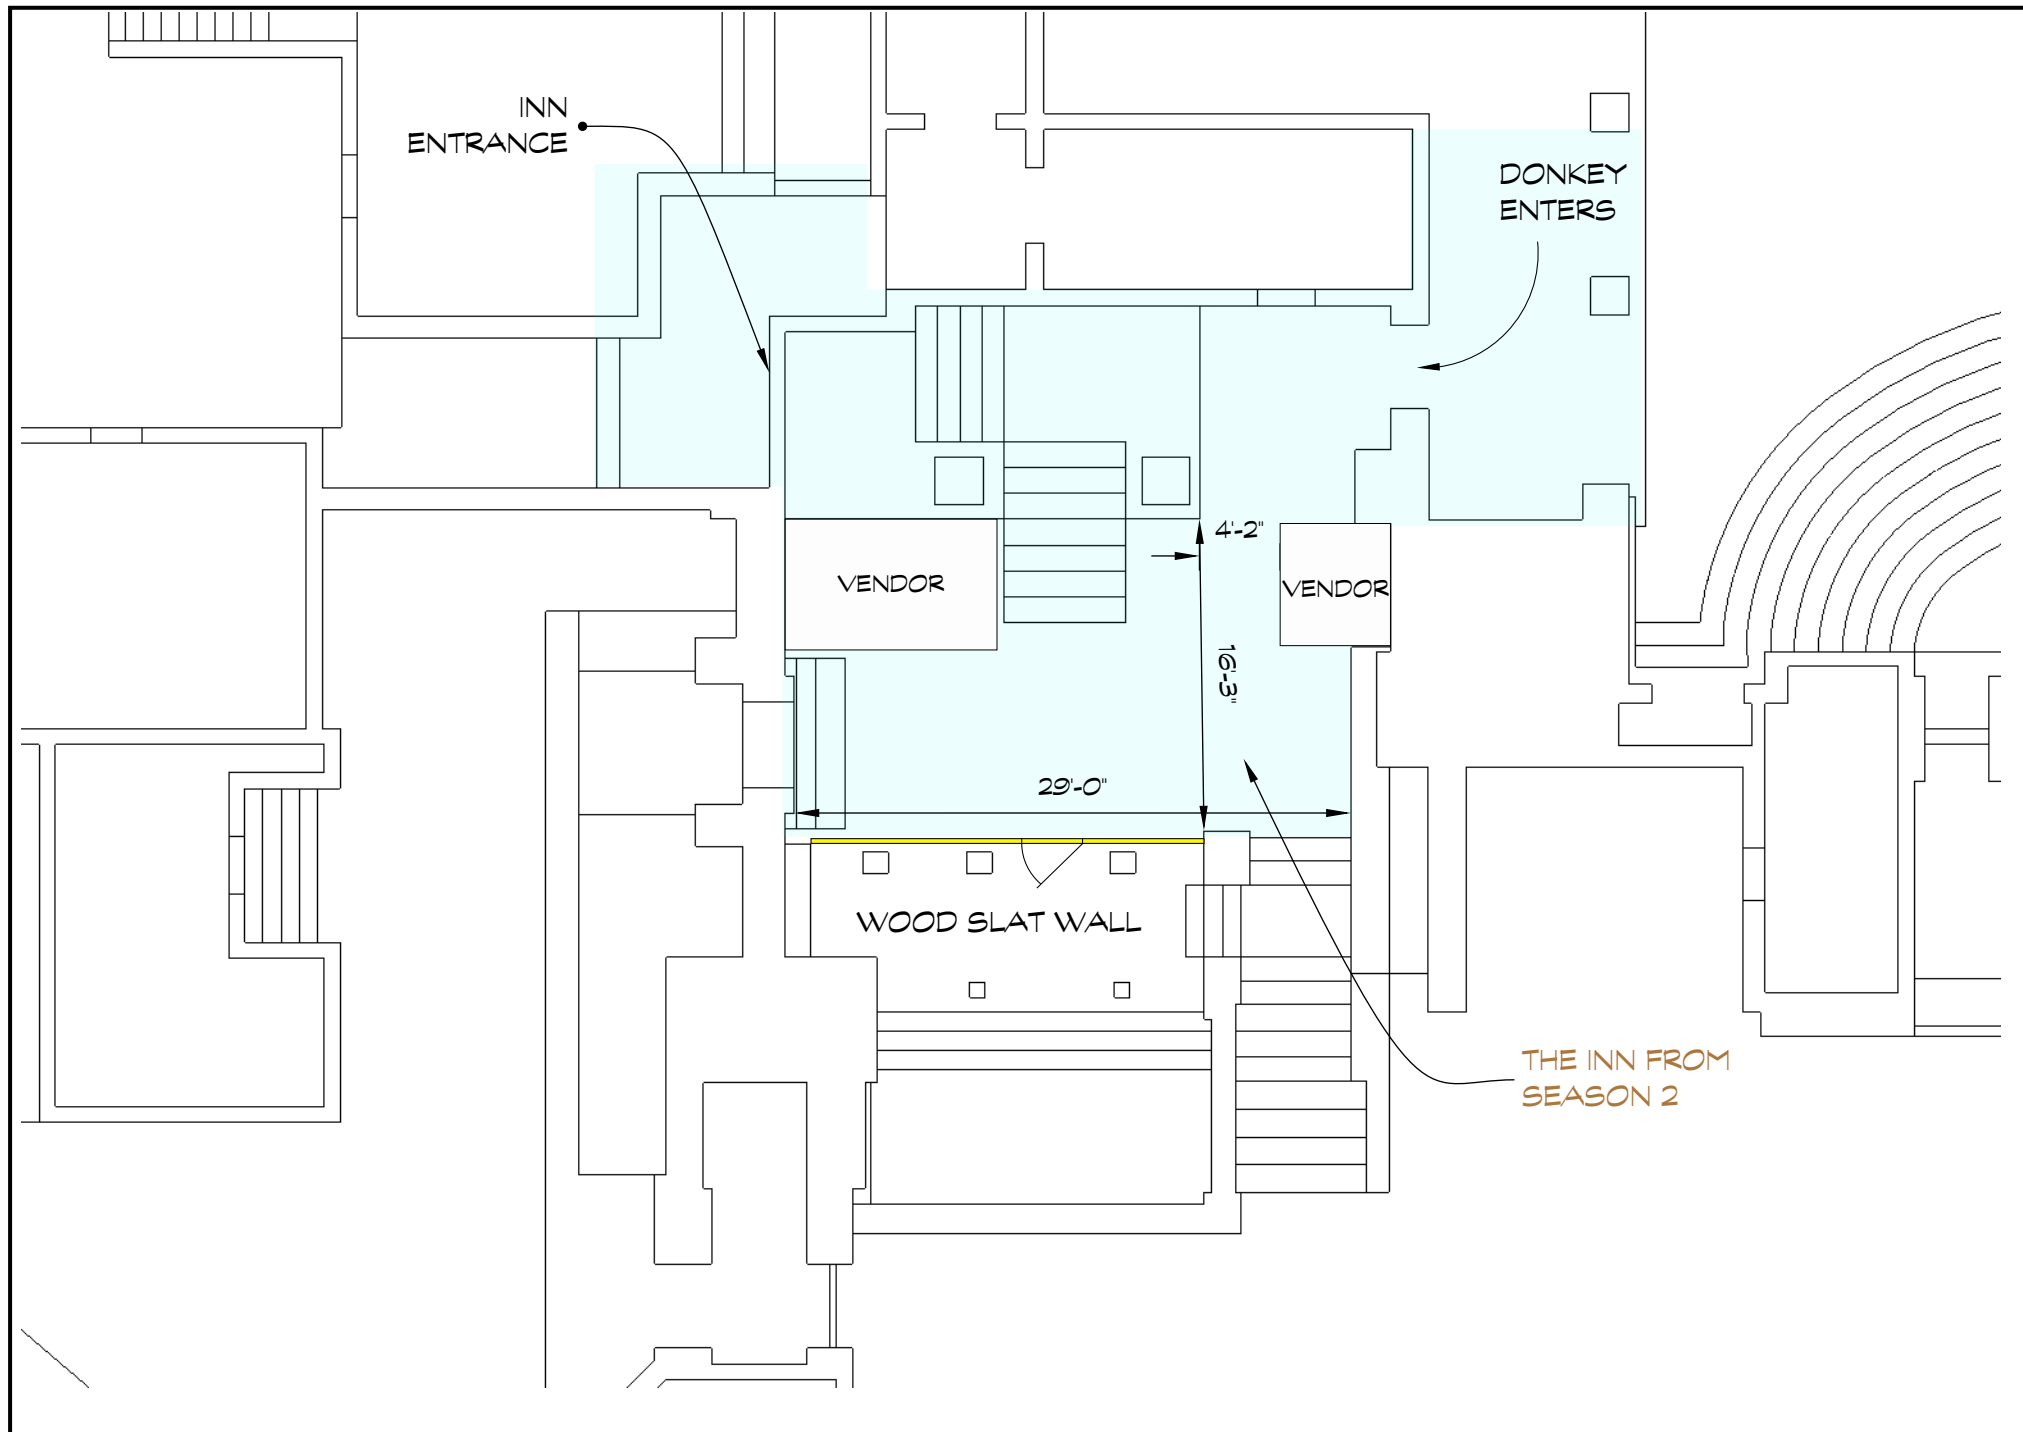 INN
ENTRANCE
DONKEY
ENTERS
4'-2"
VENDOR
VENDOR
16'-3"
29'-0"
WOOD SLAT WALL
THE INN FROM
SEASON 2